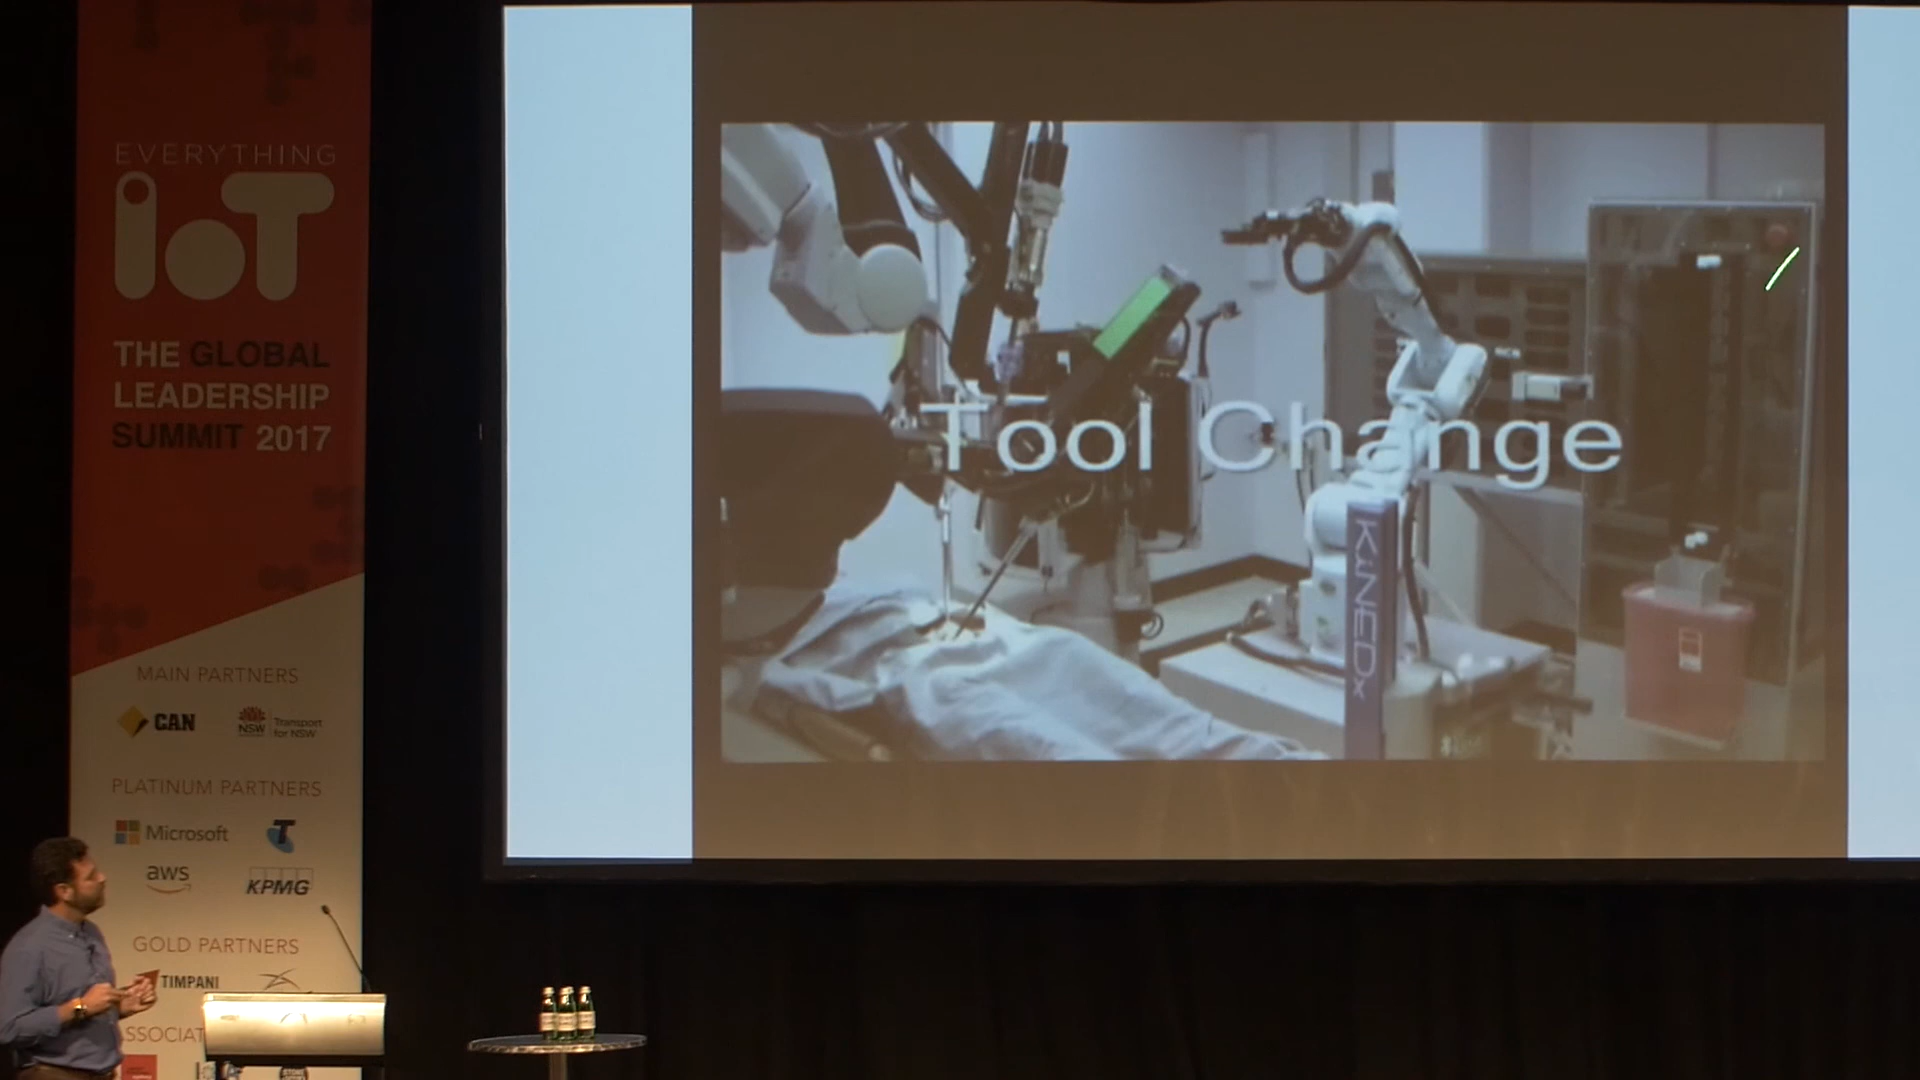 EVERYTHING
IoT
THE GLOBAL
LEADERSHIP
SUMMIT 2017
MAIN PARTNERS
CAN
NSW
Transport
for NSW
PLATINUM PARTNERS
Microsoft
T
aws
KPMG
GOLD PARTNERS
TIMPANI
SSOCIAT
Tool Change
KiNEDx